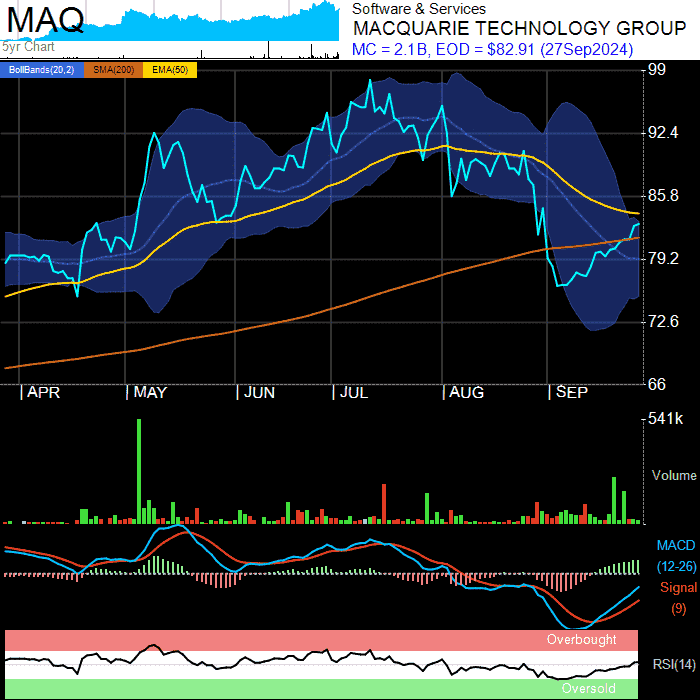 MAQ
5yr Chart
Software & Services
MACQUARIE TECHNOLOGY GROUP
MC = 2.1B, EOD = $82.91 (27Sep2024)
BollBands(20,2) SMA(200) EMA(50)
99
92.4
85.8
79.2
72.6
66
APR MAY JUN JUL AUG SEP
541k
Volume
MACD
(12-26)
Signal
(9)
Overbought
RSI(14)
Oversold